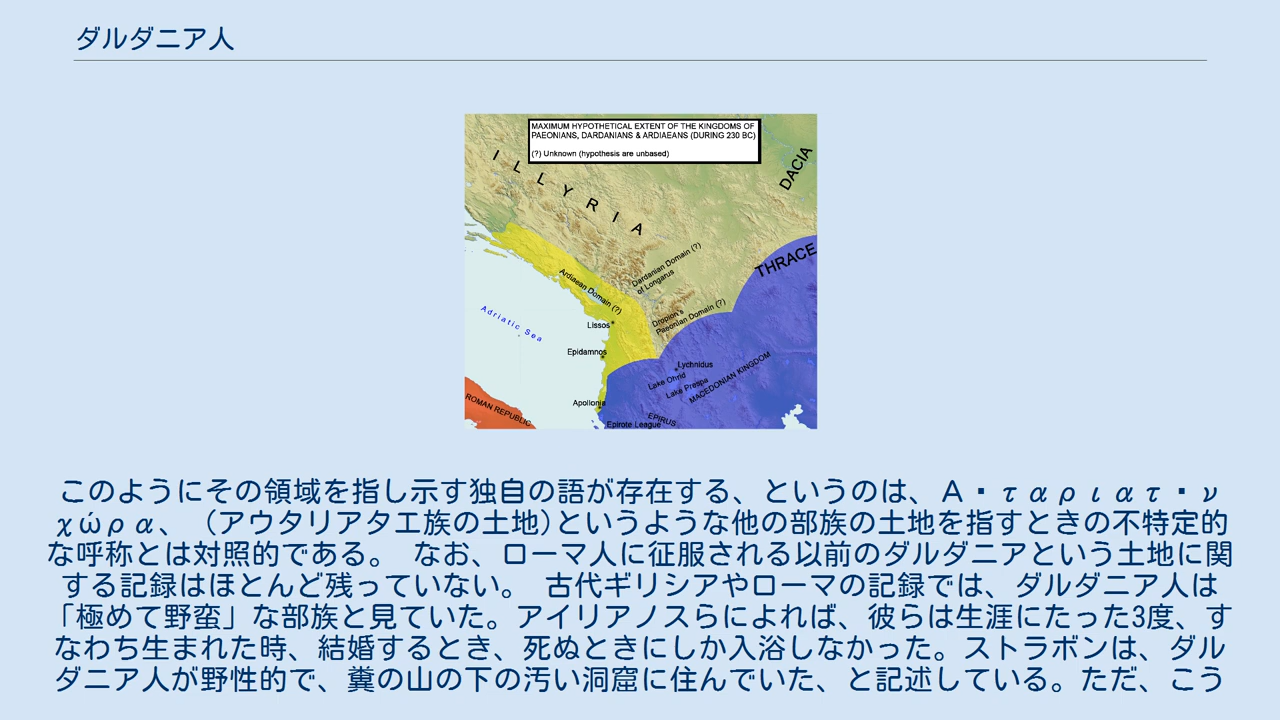 ダルダニア人
MAXIMUM HYPOTHETICAL EXTENT OF THE KINGDOMS OF
PAEONIANS, DARDANIANS & ARDIAEANS (DURING 230 BC)
(?) Unknown (hypothesis are unbased)
ILLYRIA
DACIA
THRACE
Dardanian Domain (?)
of Longarus
Ardiaean Domain (?)
Dropion's
Paeonian Domain (?)
Adriatic Sea
Lissos
Epidamnos
Lychnidus
Lake Ohrid
Lake Prespa
MACEDONIAN KINGDOM
Apollonia
ROMAN REPUBLIC
EPIRUS
Epirote League
このようにその領域を指し示す独自の語が存在する、というのは、Α・ταριατ・ν
χώρα、（アウタリアタエ族の土地)というような他の部族の土地を指すときの不特定的
な呼称とは対照的である。 なお、ローマ人に征服される以前のダルダニアという土地に関
する記録はほとんど残っていない。 古代ギリシアやローマの記録では、ダルダニア人は
「極めて野蛮」な部族と見ていた。アイリアノスらによれば、彼らは生涯にたった3度、す
なわち生まれた時、結婚するとき、死ぬときにしか入浴しなかった。ストラボンは、ダル
ダニア人が野性的で、糞の山の下の汚い洞窟に住んでいた、と記述している。ただ、こう